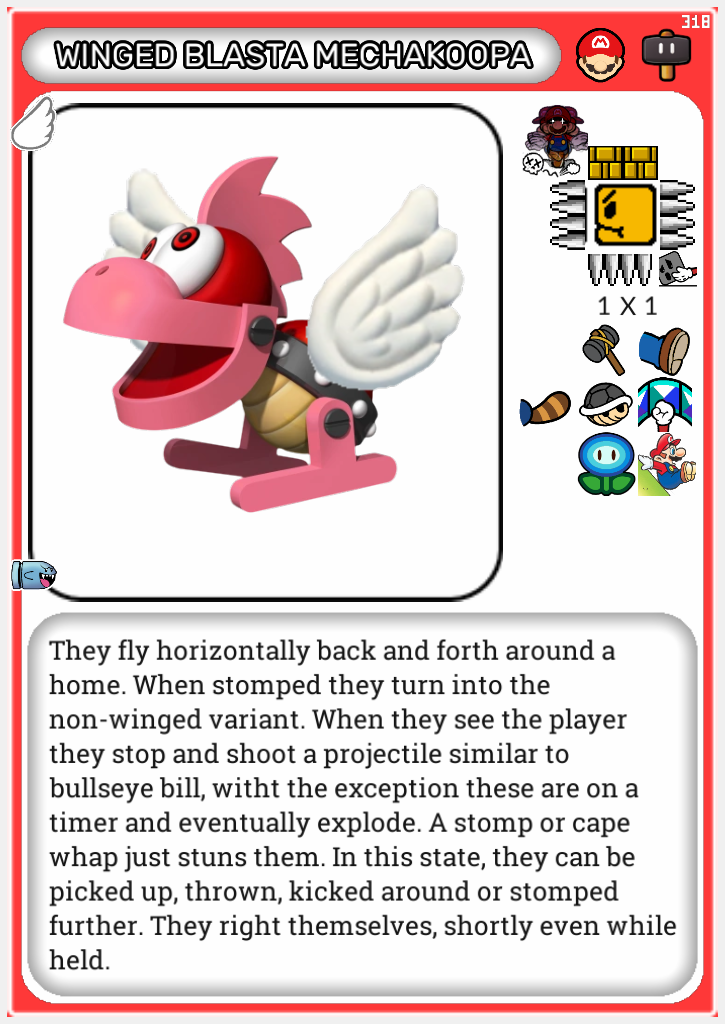 318
WINGED BLASTA MECHAKOOPA
1 X 1
They fly horizontally back and forth around a
home. When stomped they turn into the
non-winged variant. When they see the player
they stop and shoot a projectile similar to
bullseye bill, witht the exception these are on a
timer and eventually explode. A stomp or cape
whap just stuns them. In this state, they can be
picked up, thrown, kicked around or stomped
further. They right themselves, shortly even while
held.